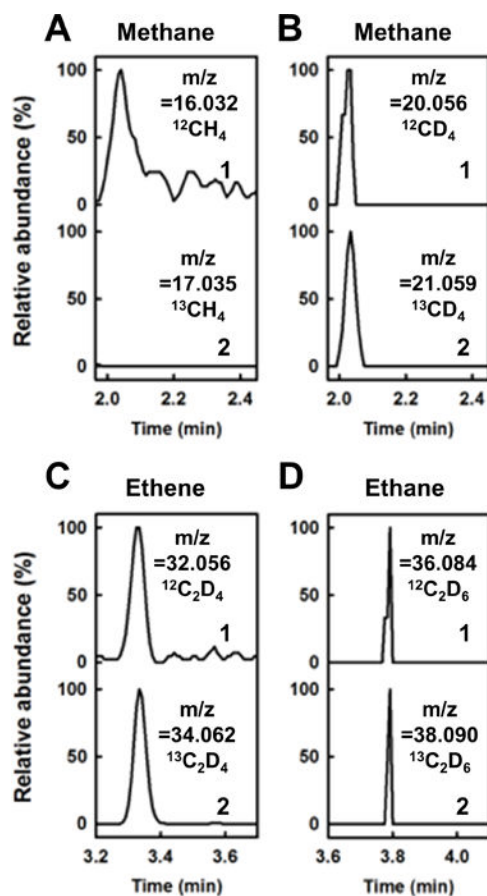 A Methane
Relative abundance (%)
100
50
0
m/z
=16.032
¹²CH₄
1
100
50
0
m/z
=17.035
¹³CH₄
2
2.0 2.2 2.4
Time (min)
B Methane
100
50
0
m/z
=20.056
¹²CD₄
1
100
50
0
m/z
=21.059
¹³CD₄
2
2.0 2.2 2.4
Time (min)
C Ethene
Relative abundance (%)
100
50
0
m/z
=32.056
¹²C₂D₄
1
100
50
0
m/z
=34.062
¹³C₂D₄
2
3.2 3.4 3.6
Time (min)
D Ethane
100
50
0
m/z
=36.084
¹²C₂D₆
1
100
50
0
m/z
=38.090
¹³C₂D₆
2
3.6 3.8 4.0
Time (min)